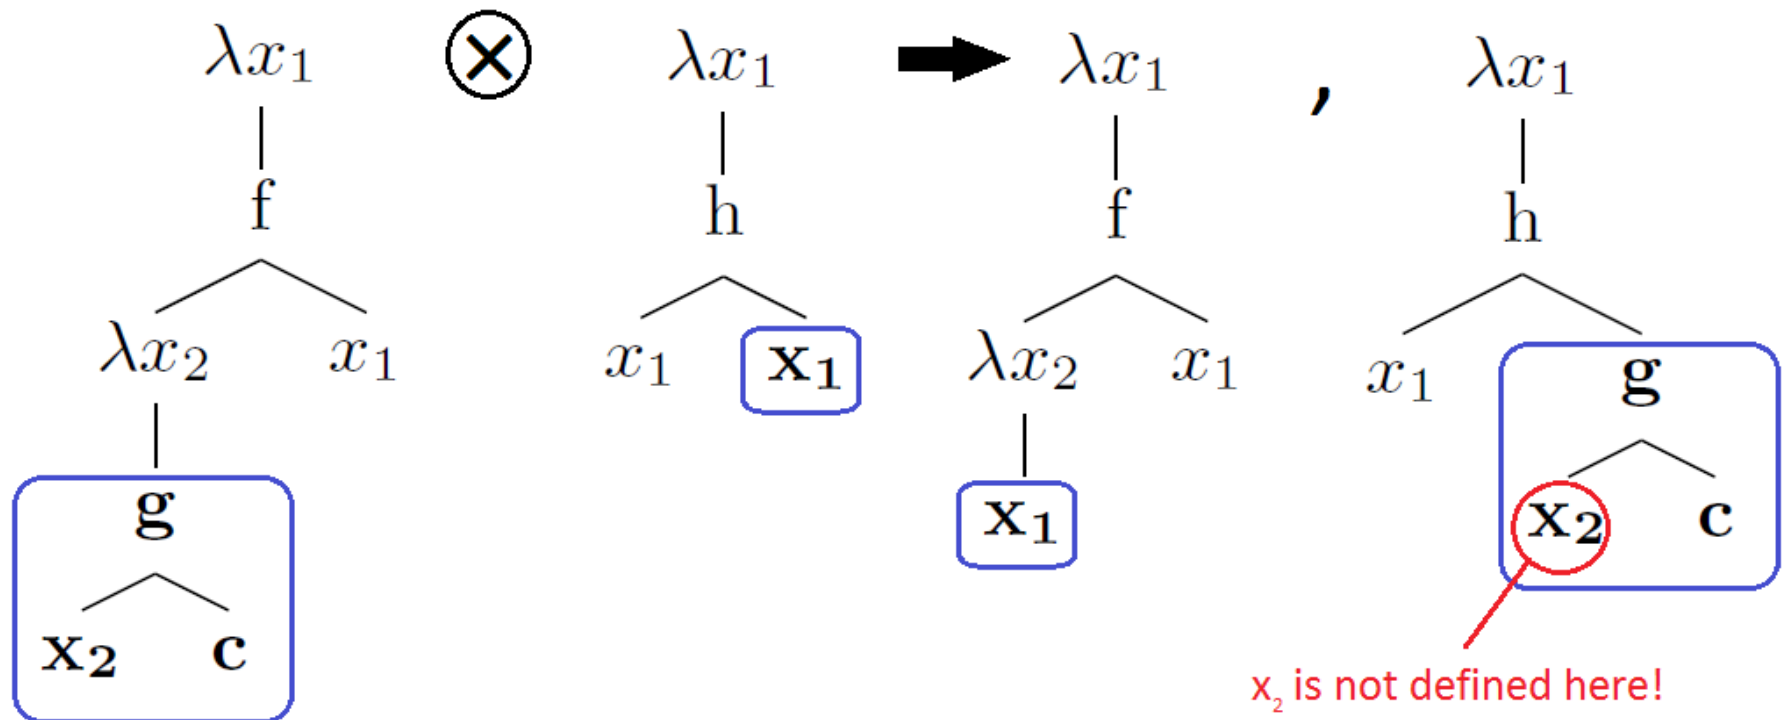 λx₁ ⊗ λx₁ → λx₁ , λx₁
f h f h
λx₂ x₁ x₁ x₁ λx₂ x₁ x₁ g
g x₁ x₂ c
x₂ c
x₂ is not defined here!